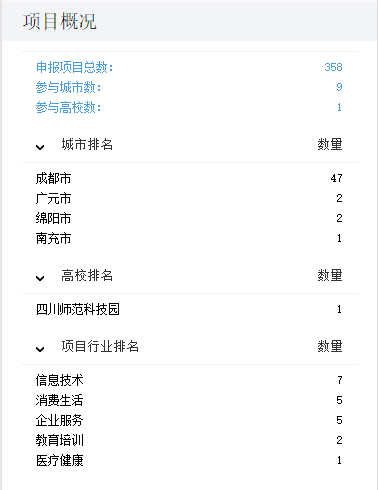 项目概况
申报项目总数: 358
参与城市数: 9
参与高校数: 1
城市排名 数量
成都市 47
广元市 2
绵阳市 2
南充市 1
高校排名 数量
四川师范科技园 1
项目行业排名 数量
信息技术 7
消费生活 5
企业服务 5
教育培训 2
医疗健康 1